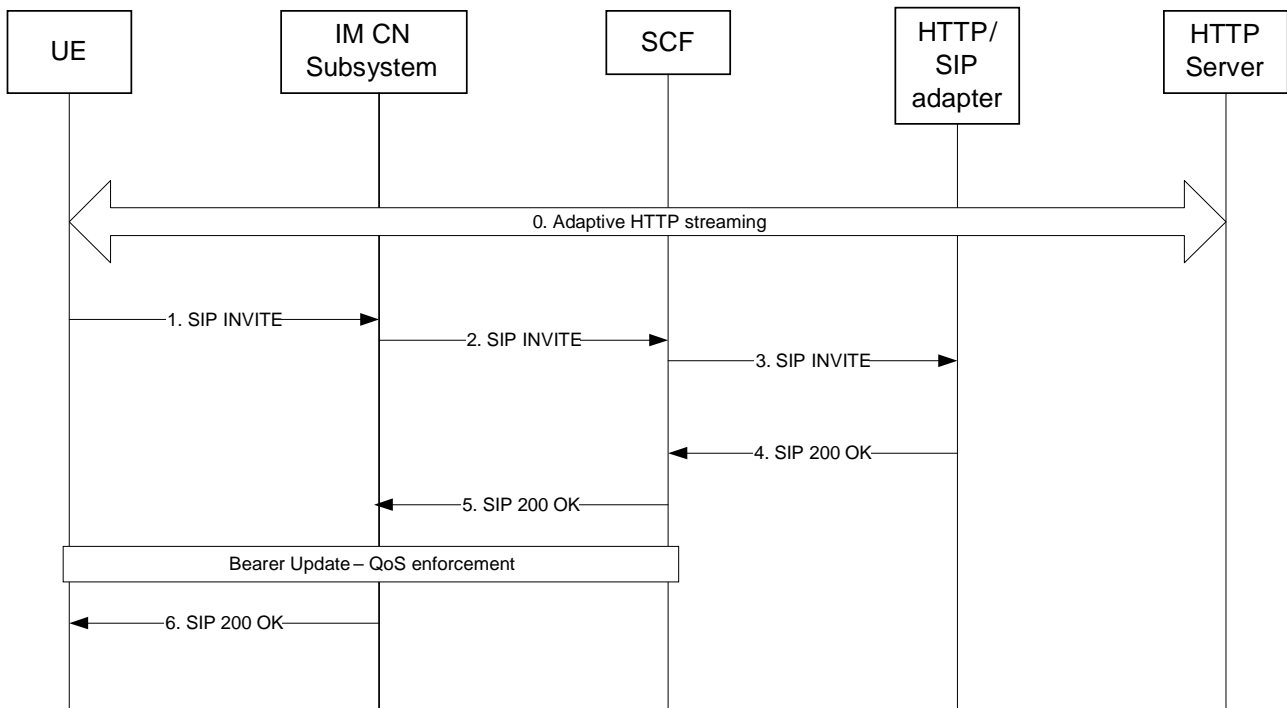 UE
IM CN
Subsystem
SCF
HTTP/
SIP
adapter
HTTP
Server
0. Adaptive HTTP streaming
1. SIP INVITE
2. SIP INVITE
3. SIP INVITE
4. SIP 200 OK
5. SIP 200 OK
Bearer Update – QoS enforcement
6. SIP 200 OK